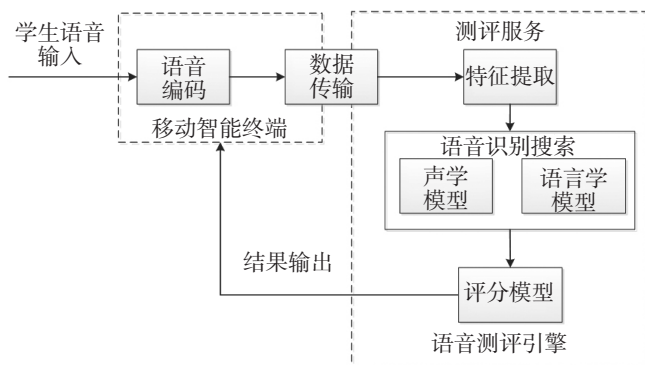 学生语音
输入
语音
编码
移动智能终端
数据
传输
测评服务
特征提取
语音识别搜索
声学
模型
语言学
模型
结果输出
评分模型
语音测评引擎